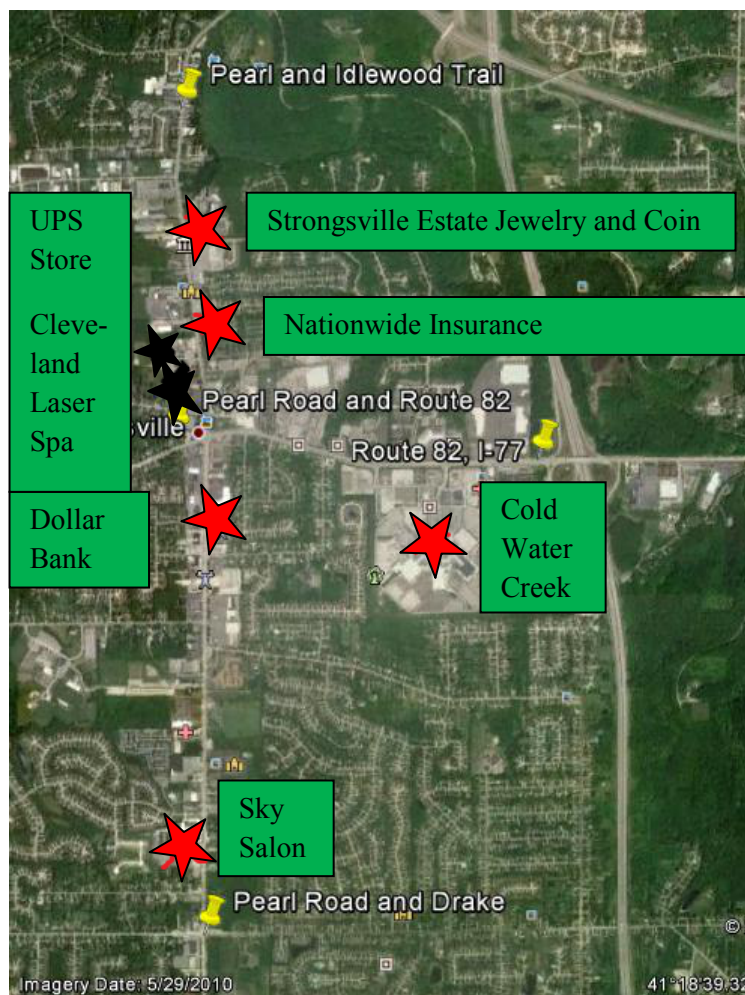 Pearl and Idlewood Trail
UPS
Store
Strongsville Estate Jewelry and Coin
Cleve-
land
Laser
Spa
Nationwide Insurance
Pearl Road and Route 82
sville
Route 82, I-77
Dollar
Bank
Cold
Water
Creek
Sky
Salon
Pearl Road and Drake
©
Imagery Date: 5/29/2010
41°18'39.32